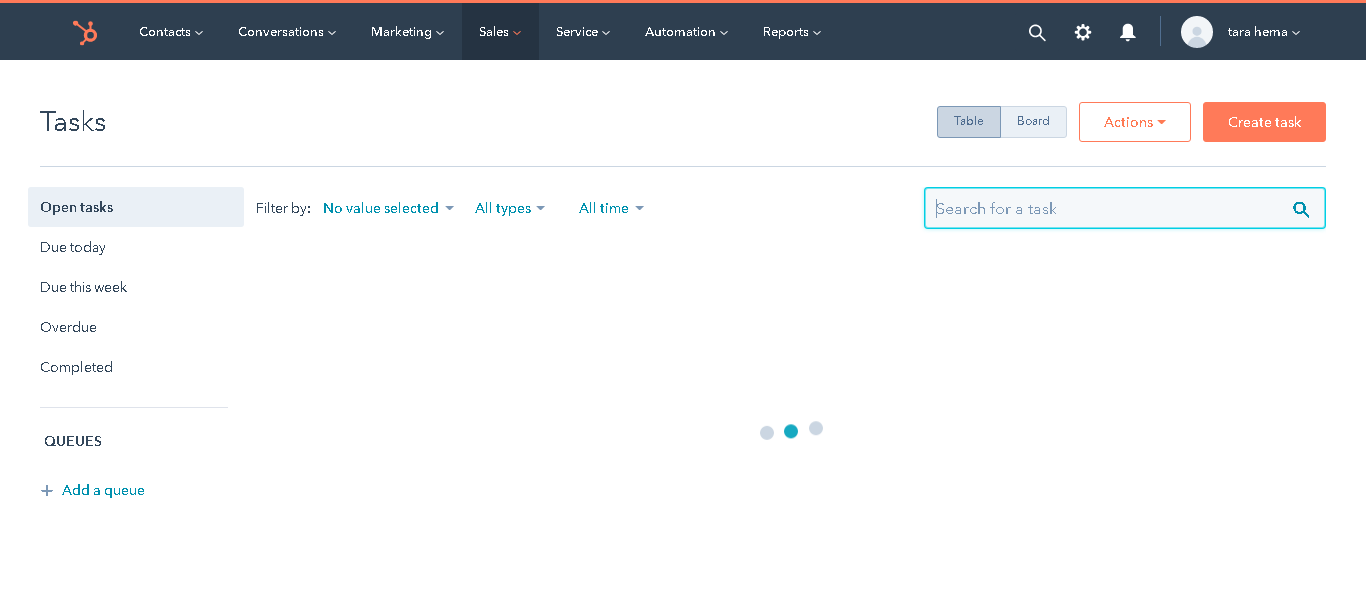 Contacts Conversations Marketing Sales Service Automation Reports tara hema
Tasks
Table Board Actions Create task
Open tasks
Filter by: No value selected All types All time
Search for a task
Due today
Due this week
Overdue
Completed
QUEUES
+ Add a queue